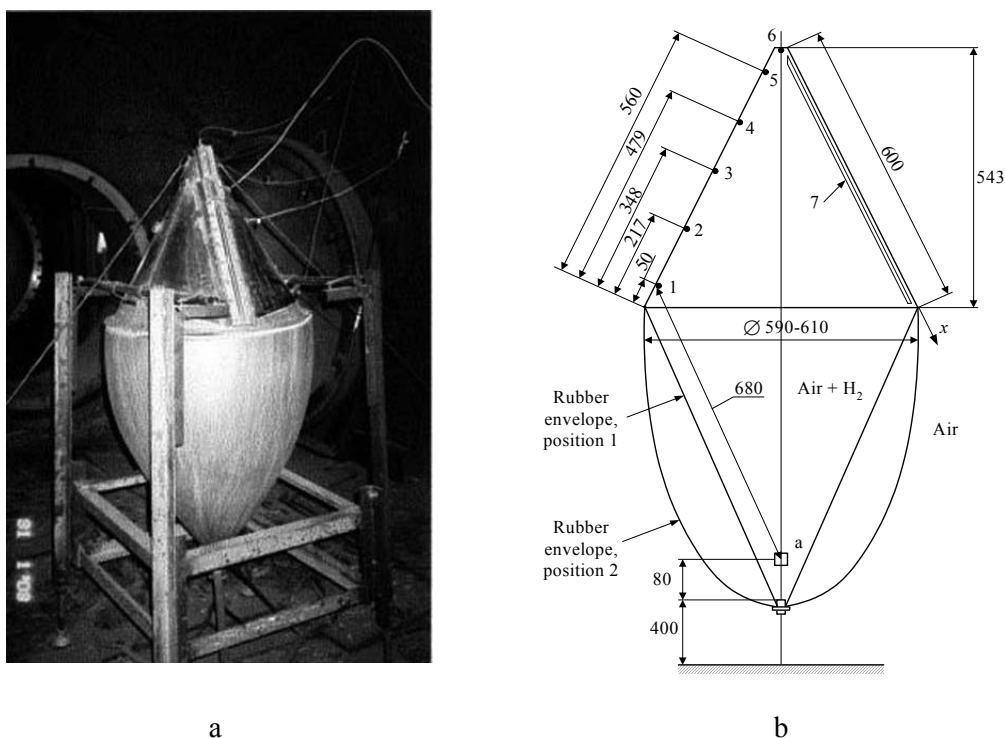 6
5
4
3
2
1
560
479
348
217
50
600
543
7
x
∅ 590-610
680
Air + H₂
Air
Rubber
envelope,
position 1
Rubber
envelope,
position 2
a
80
400
a
b